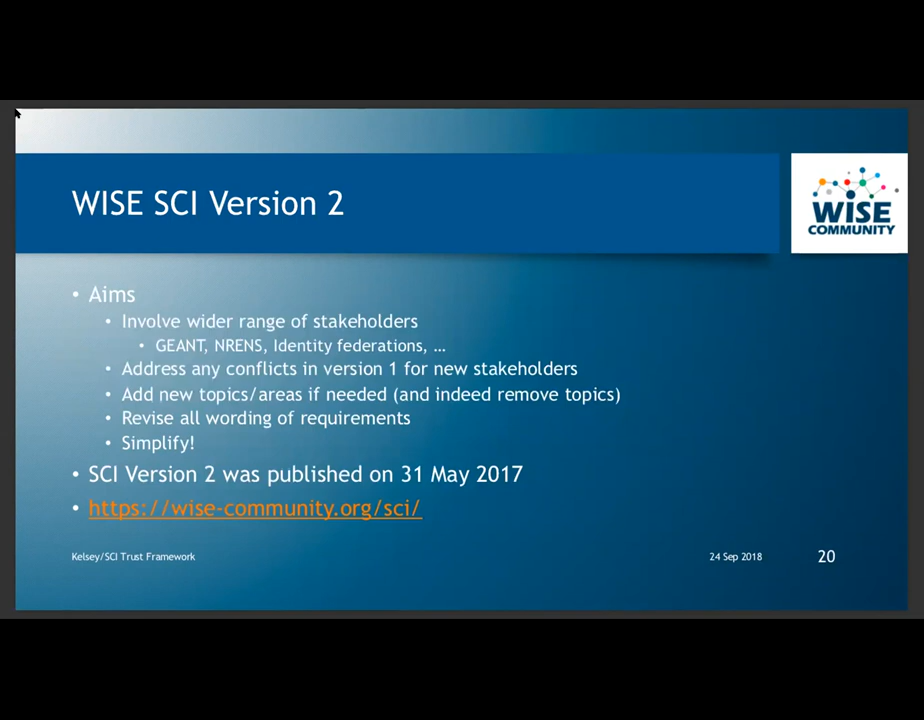 WISE SCI Version 2
WISE
COMMUNITY
• Aims
• Involve wider range of stakeholders
• GEANT, NRENS, Identity federations, …
• Address any conflicts in version 1 for new stakeholders
• Add new topics/areas if needed (and indeed remove topics)
• Revise all wording of requirements
• Simplify!
• SCI Version 2 was published on 31 May 2017
• https://wise-community.org/sci/
Kelsey/SCI Trust Framework
24 Sep 2018
20